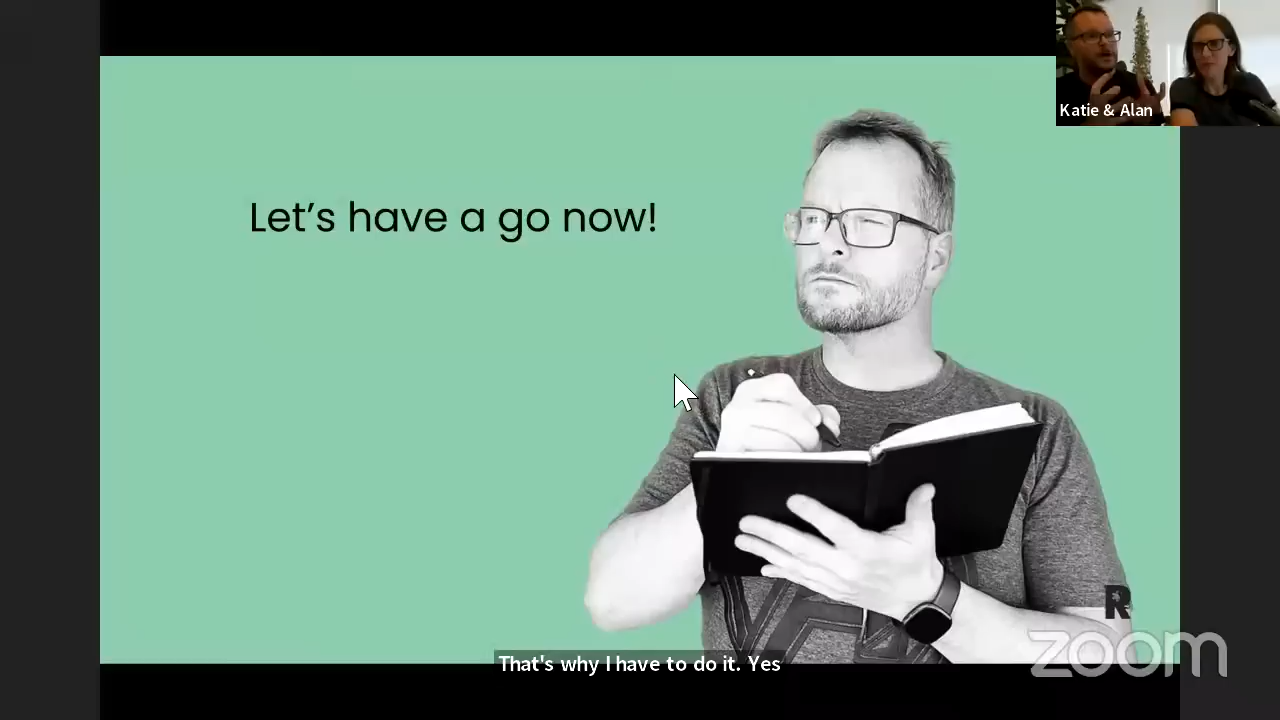 Katie & Alan
Let's have a go now!
R
zoom
That's why I have to do it. Yes